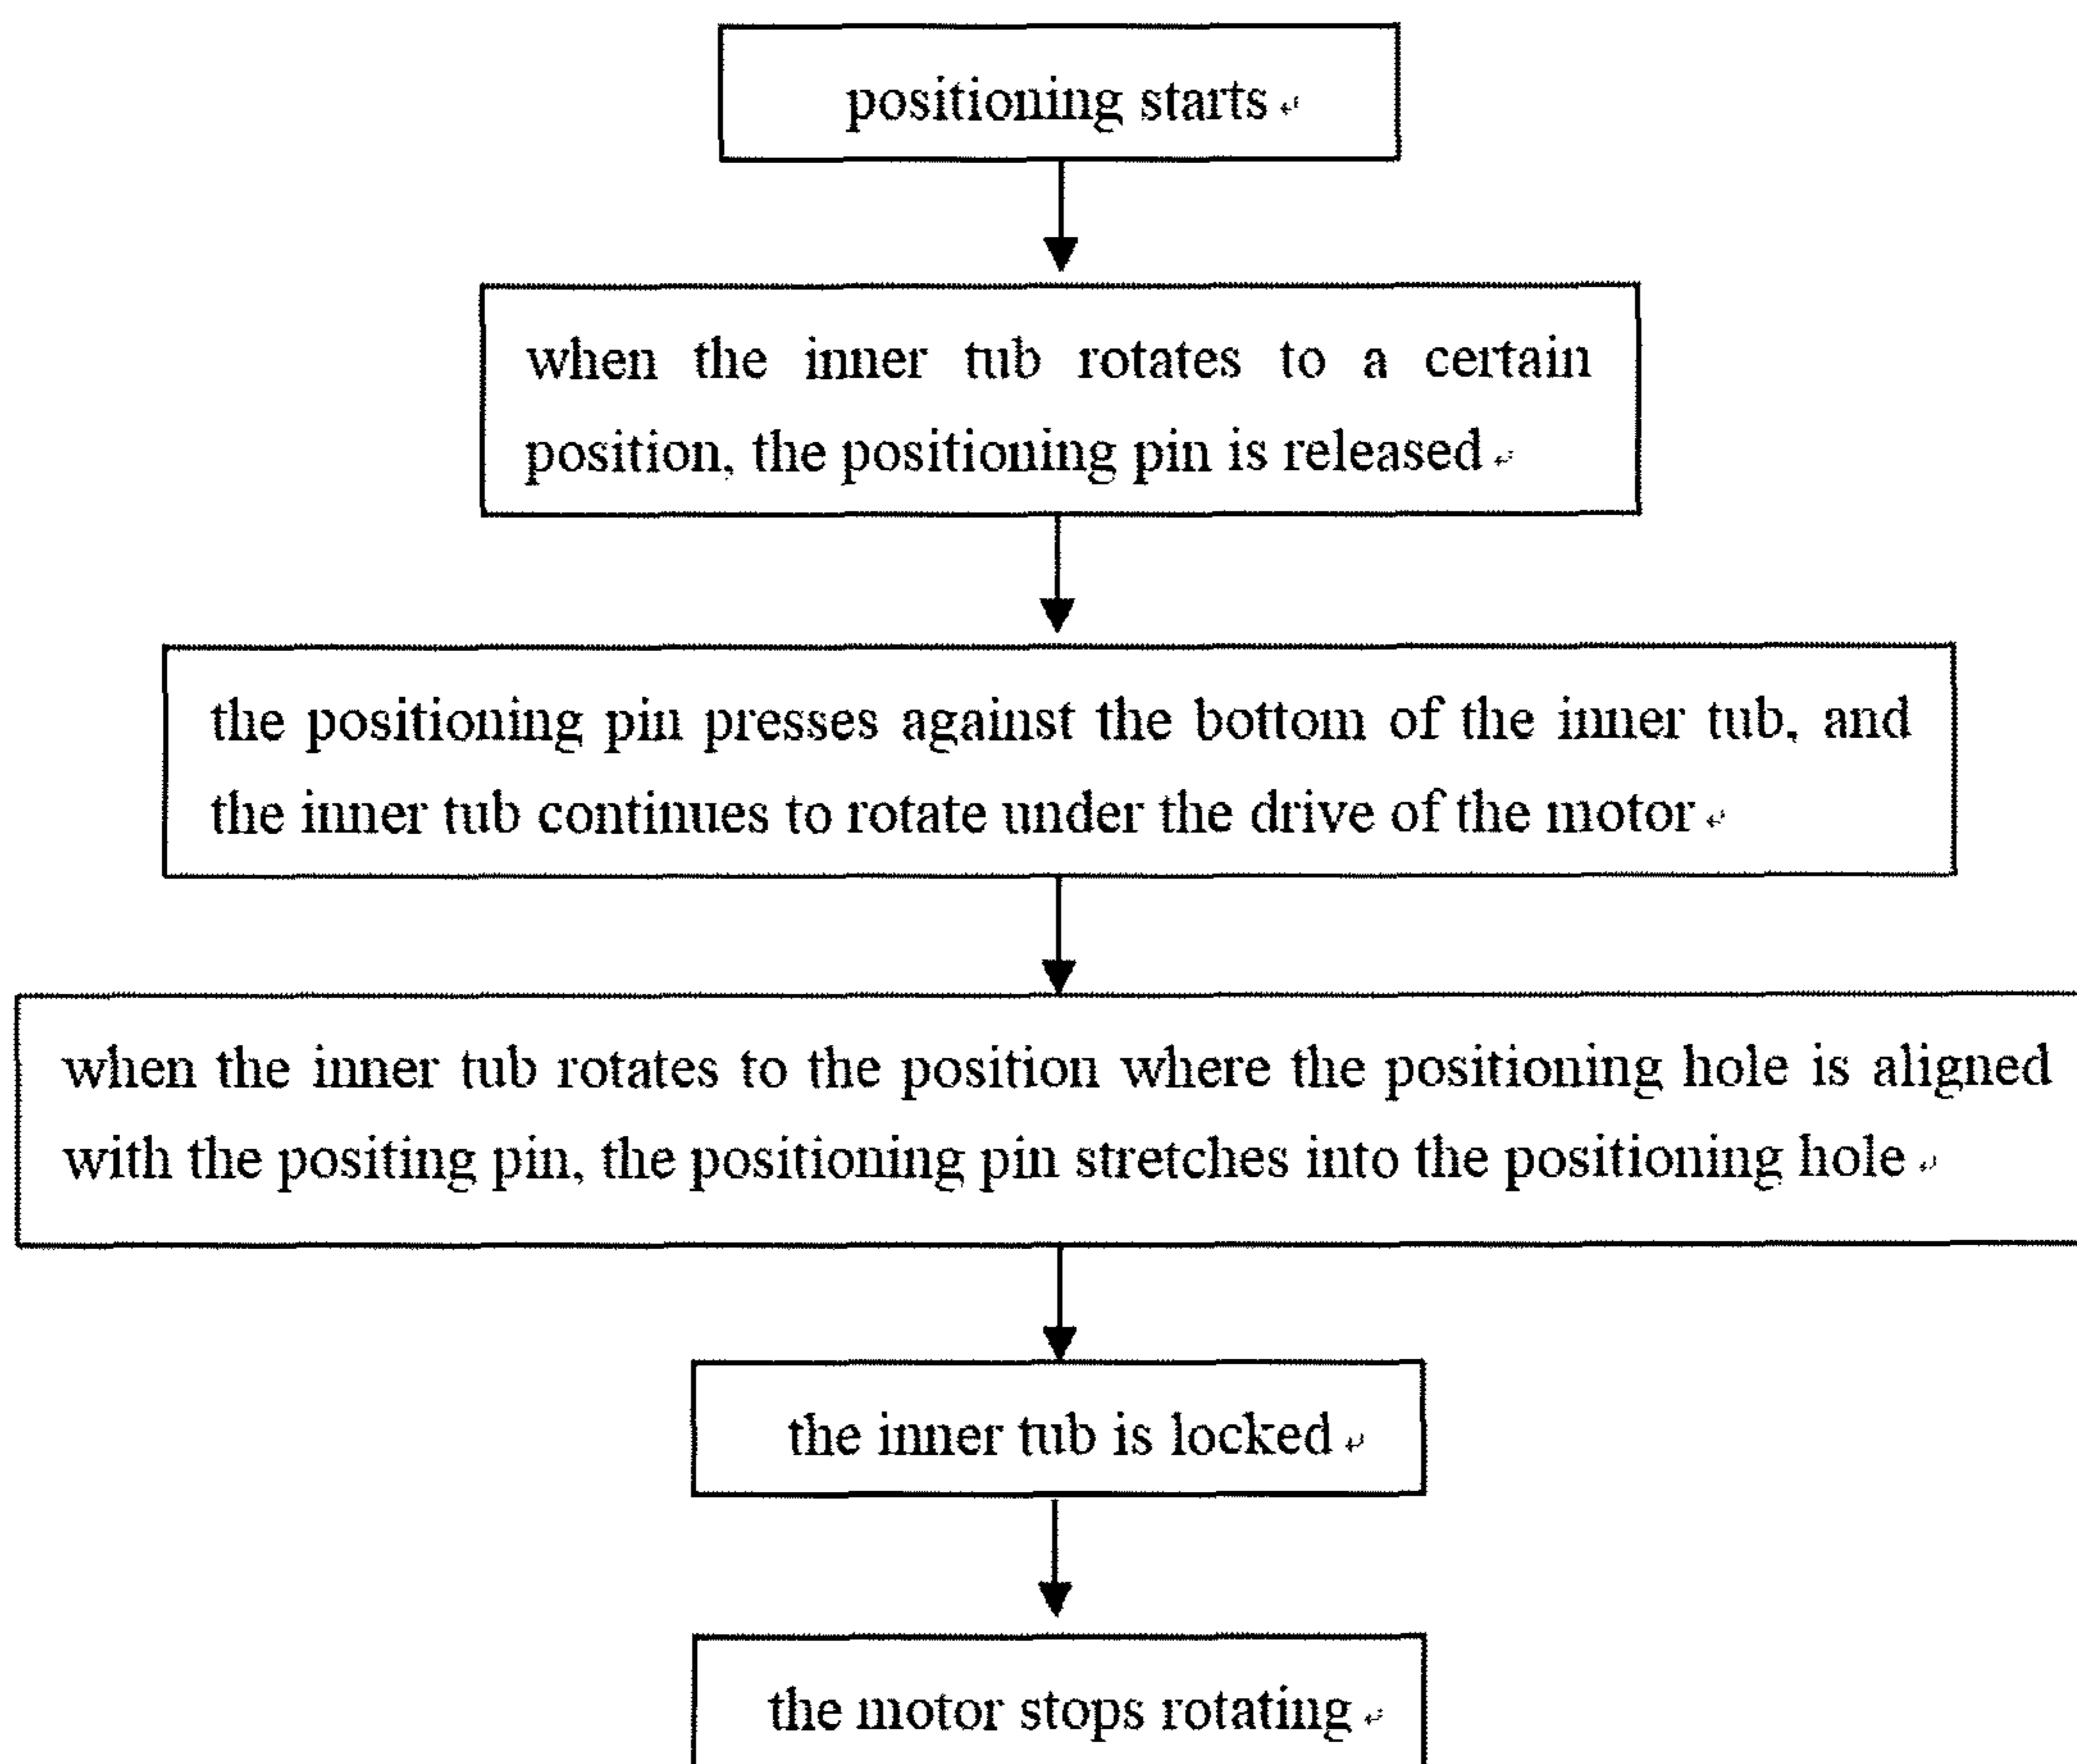 positioning starts
when the inner tub rotates to a certain
position, the positioning pin is released
the positioning pin presses against the bottom of the inner tub, and
the inner tub continues to rotate under the drive of the motor
when the inner tub rotates to the position where the positioning hole is aligned
with the positing pin, the positioning pin stretches into the positioning hole
the inner tub is locked
the motor stops rotating